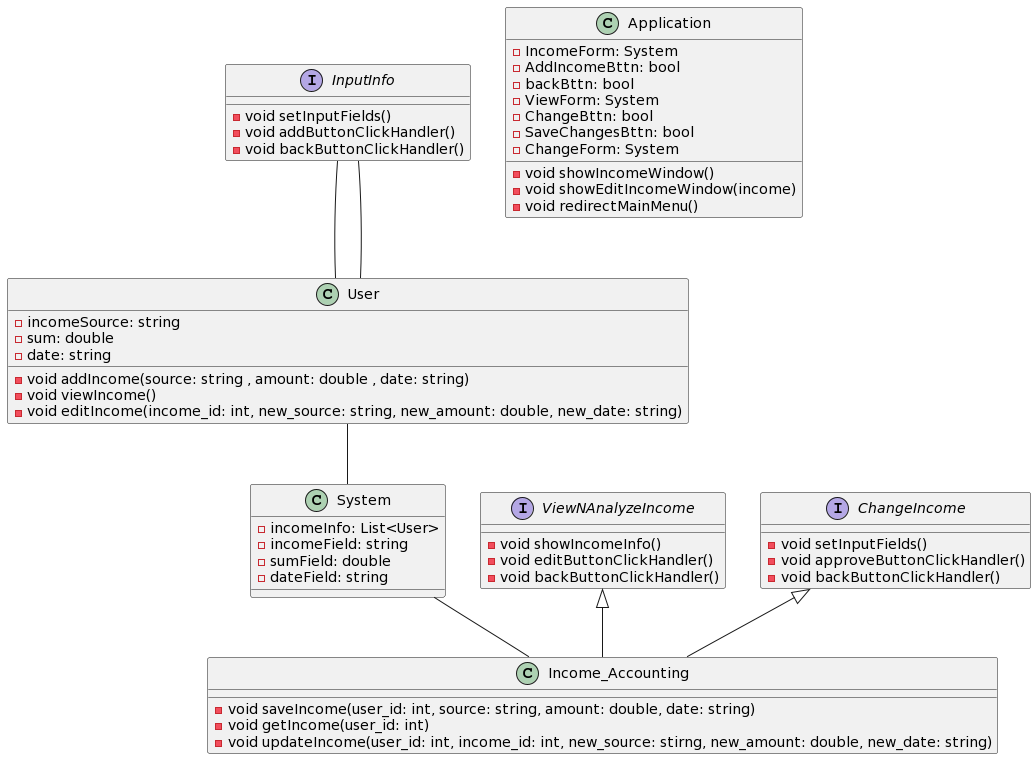 C Application
IncomeForm: System
AddIncomeBttn: bool
backBttn: bool
ViewForm: System
ChangeBttn: bool
SaveChangesBttn: bool
ChangeForm: System
void showIncomeWindow()
void showEditIncomeWindow(income)
void redirectMainMenu()
I InputInfo
void setInputFields()
void addButtonClickHandler()
void backButtonClickHandler()
C User
incomeSource: string
sum: double
date: string
void addIncome(source: string , amount: double , date: string)
void viewIncome()
void editIncome(income_id: int, new_source: string, new_amount: double, new_date: string)
C System
incomeInfo: List<User>
incomeField: string
sumField: double
dateField: string
I ViewNAnalyzeIncome
void showIncomeInfo()
void editButtonClickHandler()
void backButtonClickHandler()
I ChangeIncome
void setInputFields()
void approveButtonClickHandler()
void backButtonClickHandler()
C Income_Accounting
void saveIncome(user_id: int, source: string, amount: double, date: string)
void getIncome(user_id: int)
void updateIncome(user_id: int, income_id: int, new_source: stirng, new_amount: double, new_date: string)